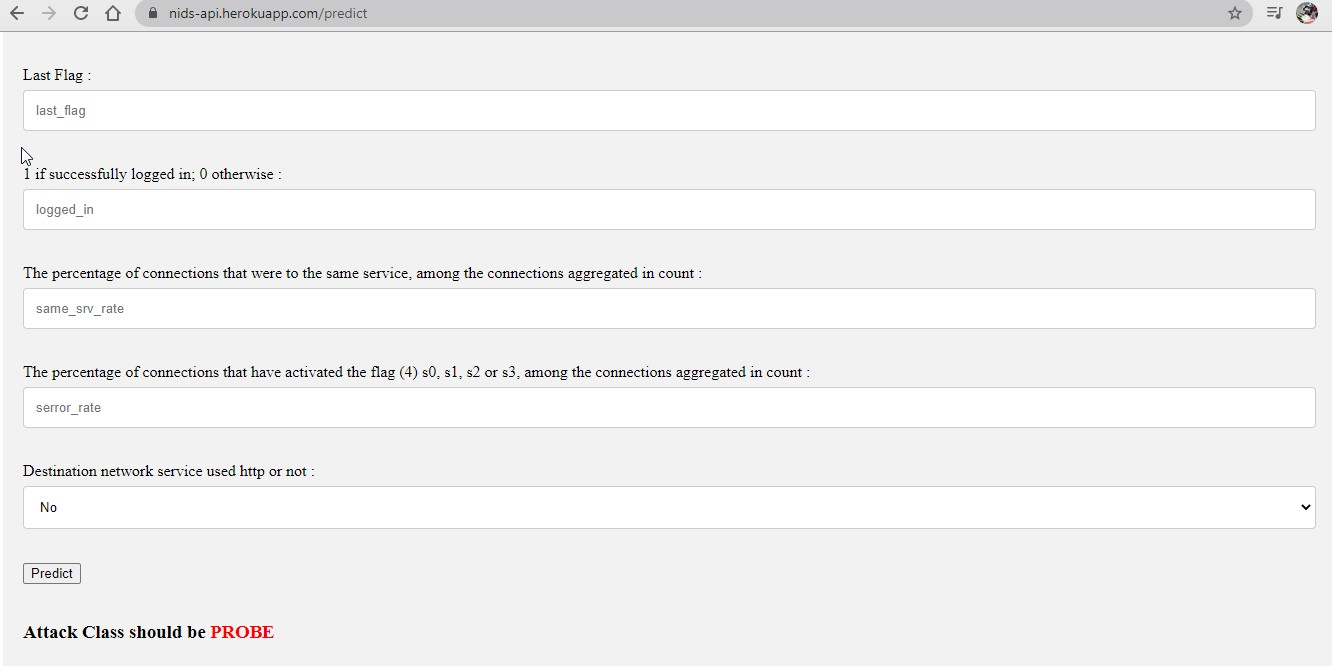 nids-api.herokuapp.com/predict
Last Flag :
last_flag
1 if successfully logged in; 0 otherwise :
logged_in
The percentage of connections that were to the same service, among the connections aggregated in count :
same_srv_rate
The percentage of connections that have activated the flag (4) s0, s1, s2 or s3, among the connections aggregated in count :
serror_rate
Destination network service used http or not :
No
Predict
Attack Class should be PROBE